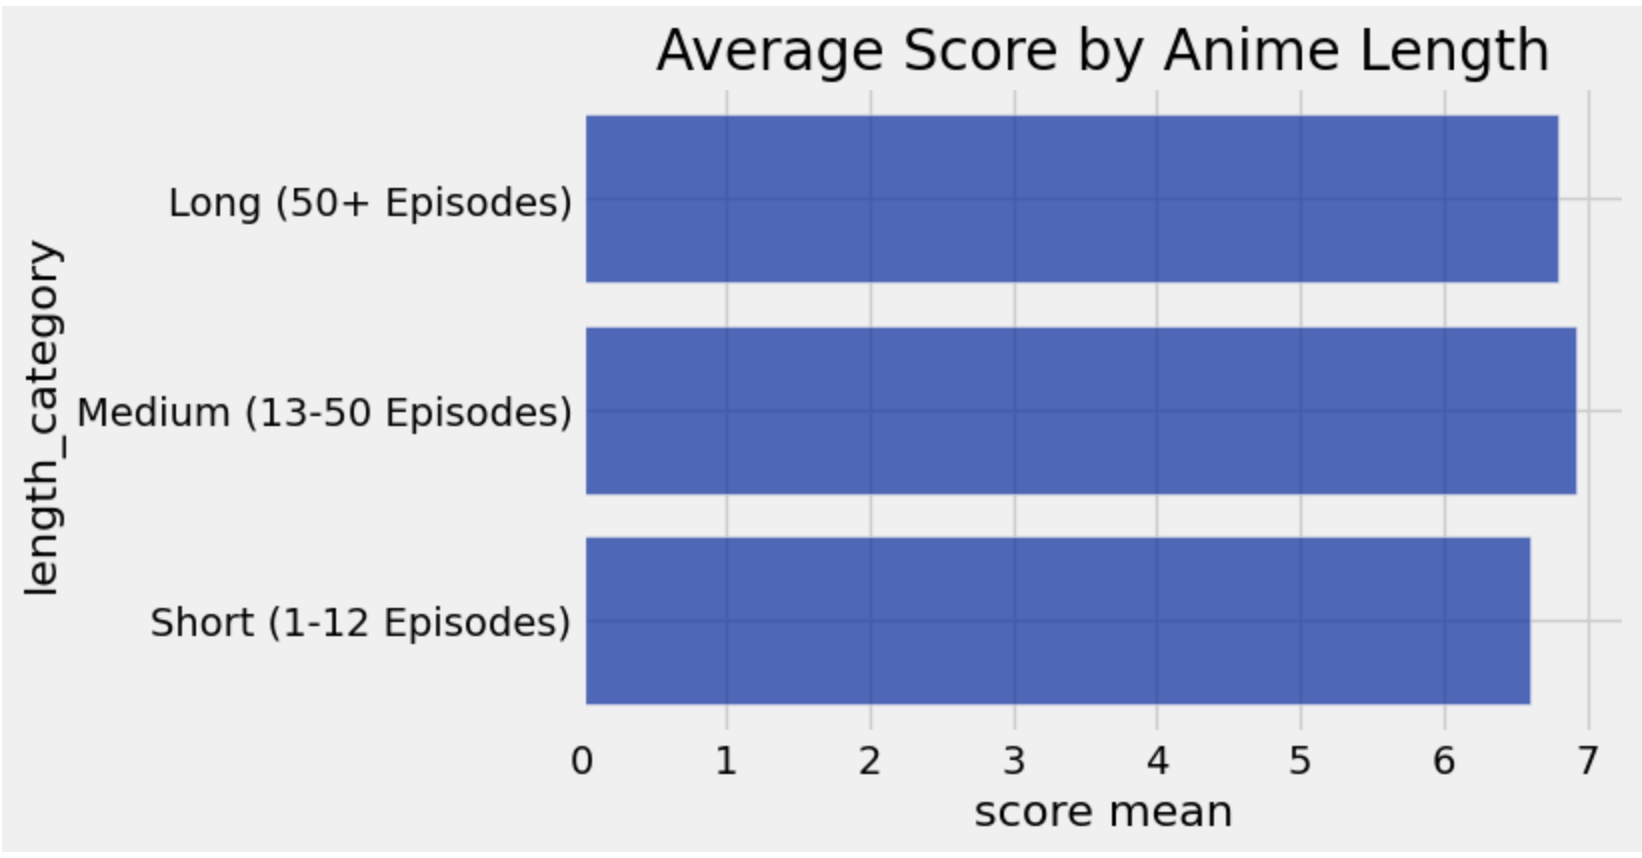 Average Score by Anime Length
length_category
Long (50+ Episodes)
Medium (13-50 Episodes)
Short (1-12 Episodes)
0 1 2 3 4 5 6 7
score mean